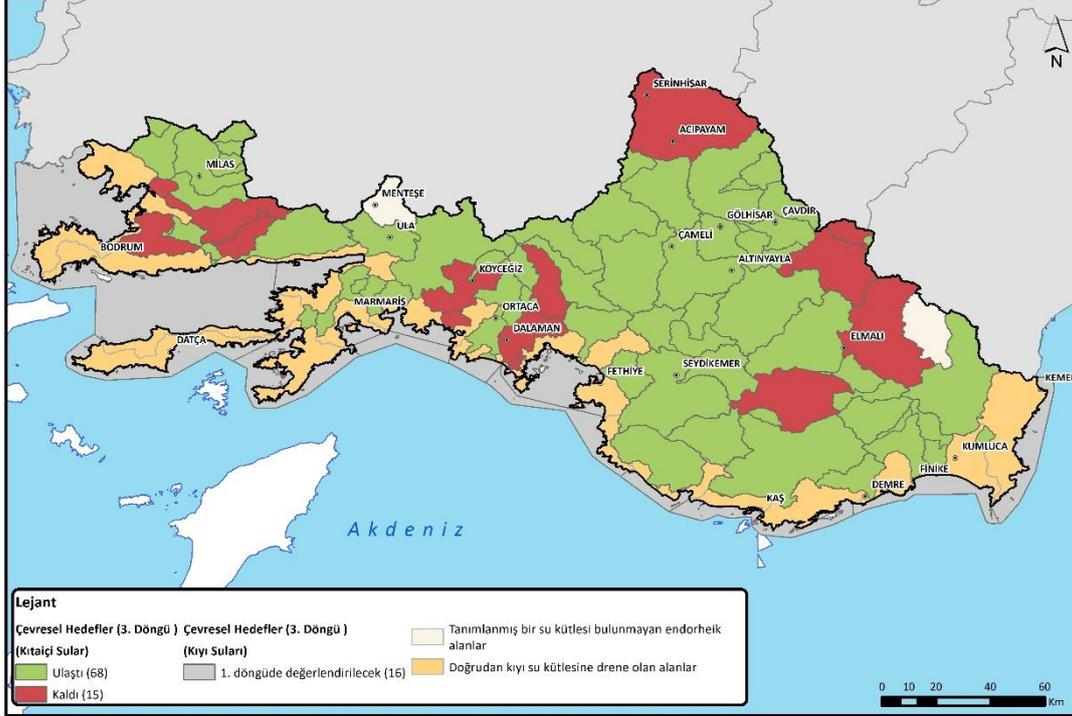 N
SERİNHİSAR
ACIPAYAM
MİLAS
MENTEŞE
ULA
GÖLHİSAR
ÇAVDIR
ÇAMELİ
ALTINYAYLA
BODRUM
KÖYCEĞİZ
MARMARİS
ORTACA
DALAMAN
DATÇA
ELMALI
FETHİYE
SEYDİKEMER
KEMER
KUMLUCA
FİNİKE
DEMRE
KAŞ
Akdeniz
Lejant
Çevresel Hedefler (3. Döngü ) Çevresel Hedefler (3. Döngü )
(Kıtaiçi Sular) (Kıyı Suları)
Ulaştı (68) 1. döngüde değerlendirilecek (16)
Kaldı (15)
Tanımlanmış bir su kütlesi bulunmayan endorheik
alanlar
Doğrudan kıyı su kütlesine drene olan alanlar
0 10 20 40 60
Km